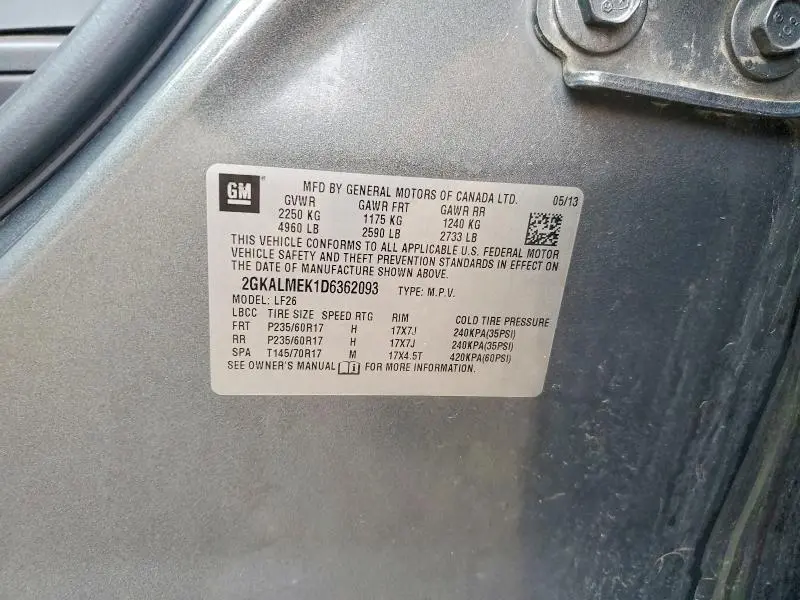 GM
MFD BY GENERAL MOTORS OF CANADA LTD. 05/13
GVWR GAWR FRT GAWR RR
2250 KG 1175 KG 1240 KG
4960 LB 2590 LB 2733 LB
THIS VEHICLE CONFORMS TO ALL APPLICABLE U.S. FEDERAL MOTOR
VEHICLE SAFETY AND THEFT PREVENTION STANDARDS IN EFFECT ON
THE DATE OF MANUFACTURE SHOWN ABOVE.
2GKALMEK1D6362093 TYPE: M.P.V.
MODEL: LF26
LBCC TIRE SIZE SPEED RTG RIM COLD TIRE PRESSURE
FRT P235/60R17 H 17X7J 240KPA(35PSI)
RR P235/60R17 H 17X7J 240KPA(35PSI)
SPA T145/70R17 M 17X4.5T 420KPA(60PSI)
SEE OWNER'S MANUAL i FOR MORE INFORMATION.